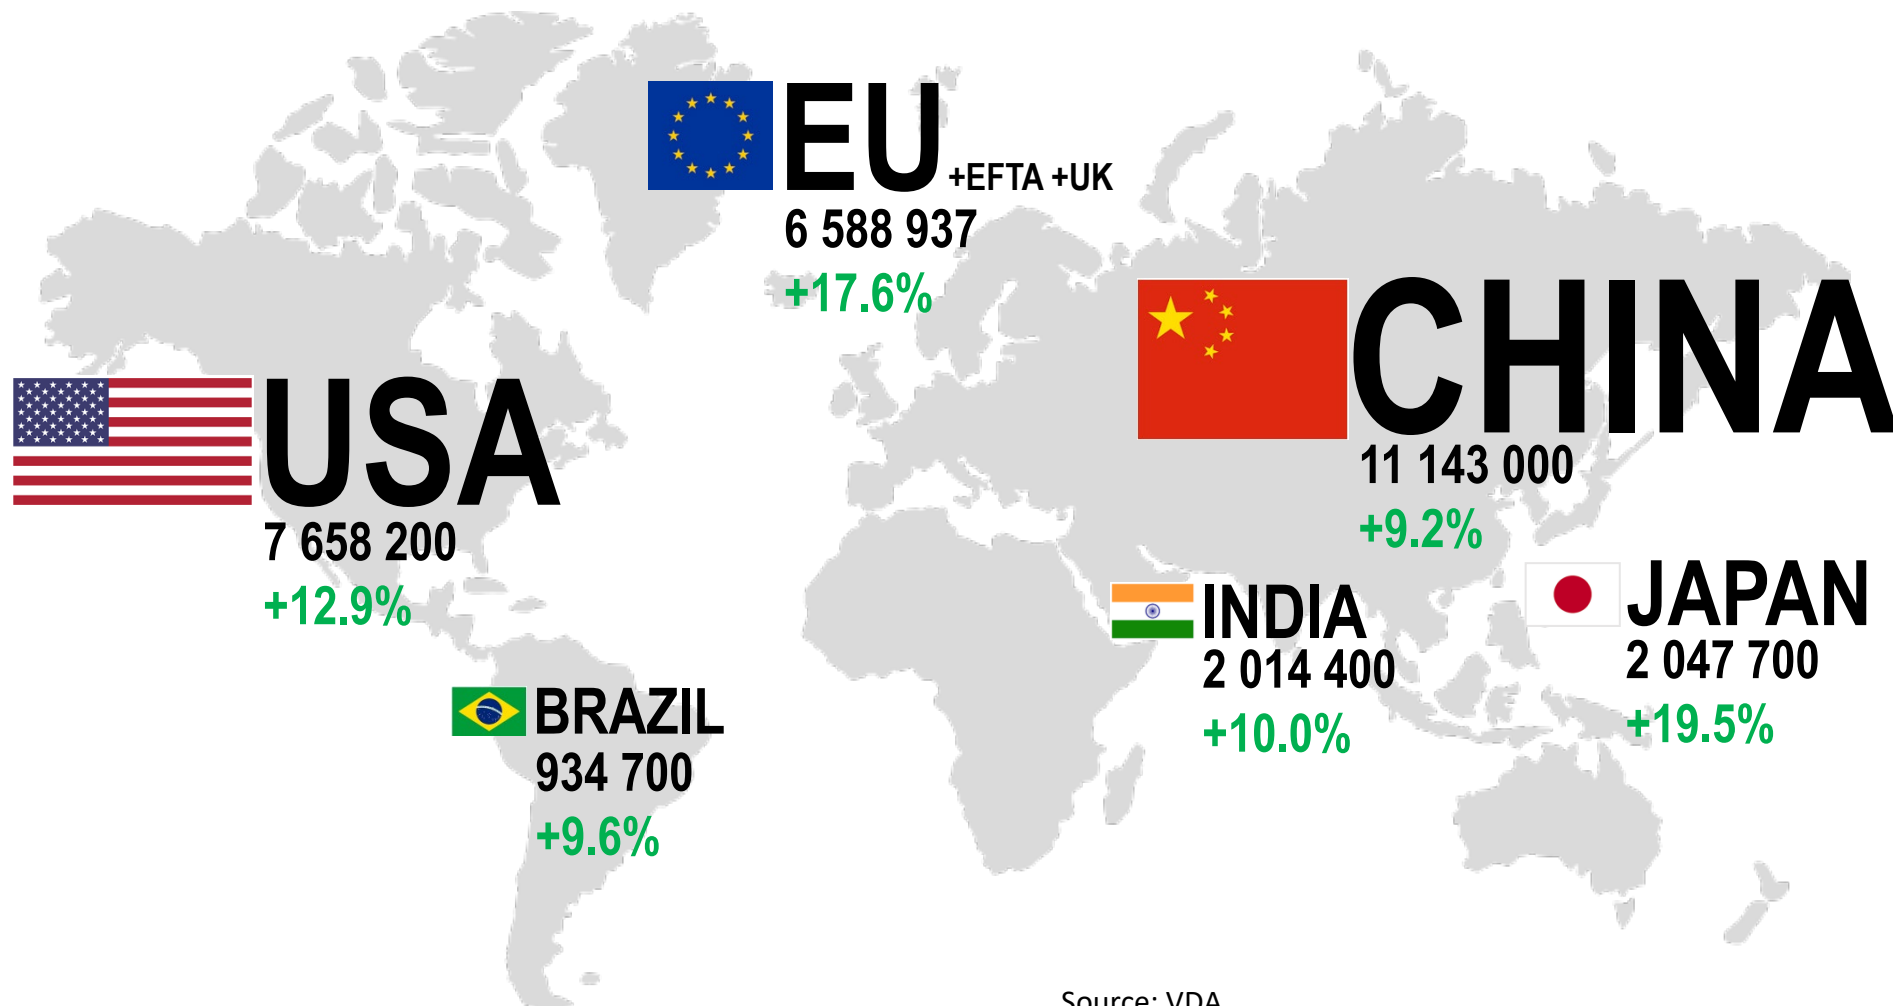 EU +EFTA +UK
6 588 937
+17.6%
CHINA
11 143 000
+9.2%
USA
7 658 200
+12.9%
INDIA
2 014 400
+10.0%
JAPAN
2 047 700
+19.5%
BRAZIL
934 700
+9.6%
Source: VDA